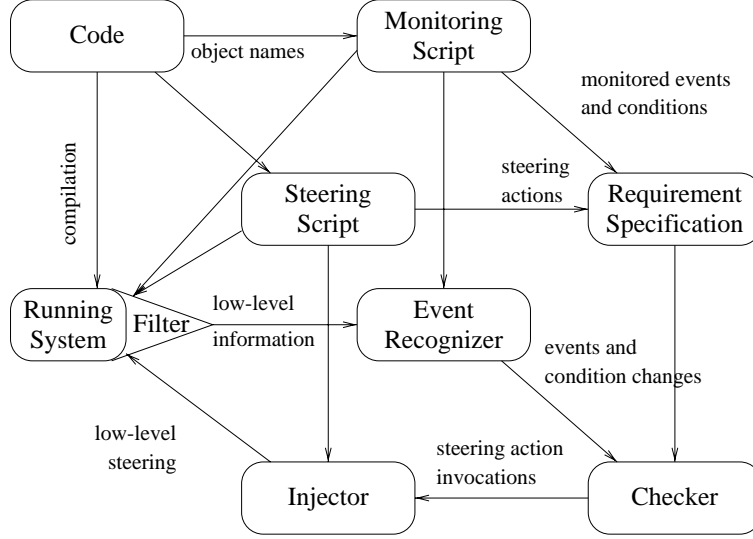 Code
object names
Monitoring
Script
monitored events
and conditions
compilation
Steering
Script
steering
actions
Requirement
Specification
Running
System
Filter
low-level
information
Event
Recognizer
events and
condition changes
low-level
steering
Injector
steering action
invocations
Checker